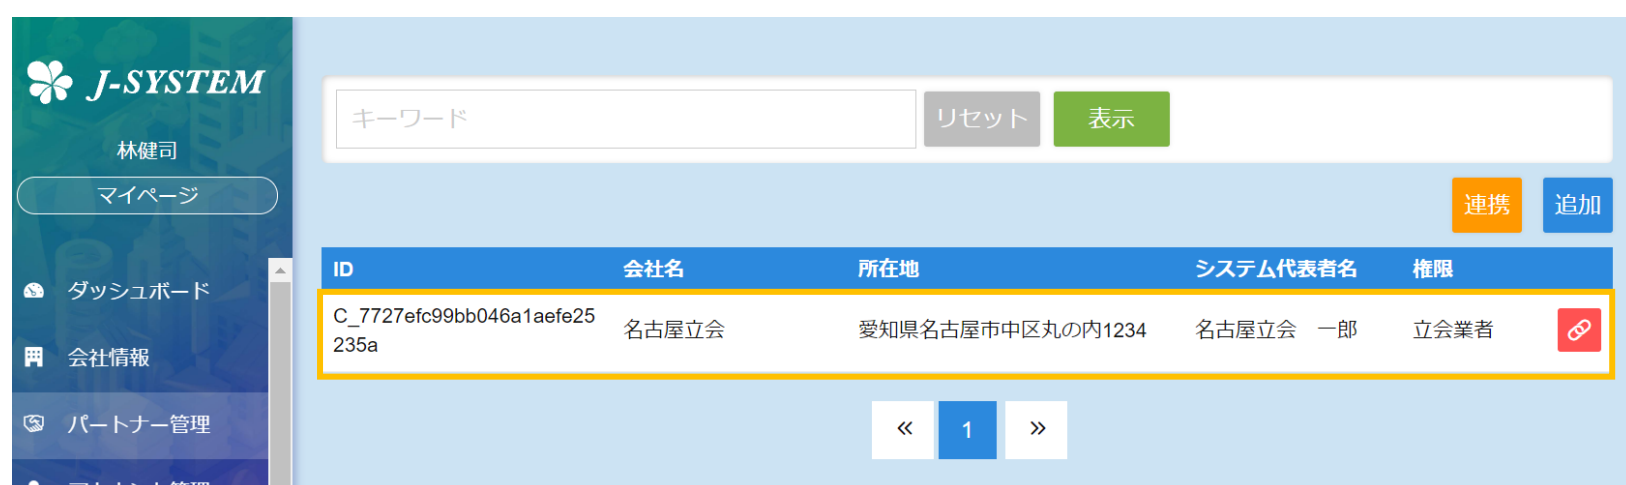 J-SYSTEM
林健司
マイページ
ダッシュボード
会社情報
パートナー管理
キーワード
リセット
表示
連携
追加
ID 会社名 所在地 システム代表者名 権限
C_7727efc99bb046a1aefe25
235a
名古屋立会 愛知県名古屋市中区丸の内1234 名古屋立会　一郎 立会業者
« 1 »